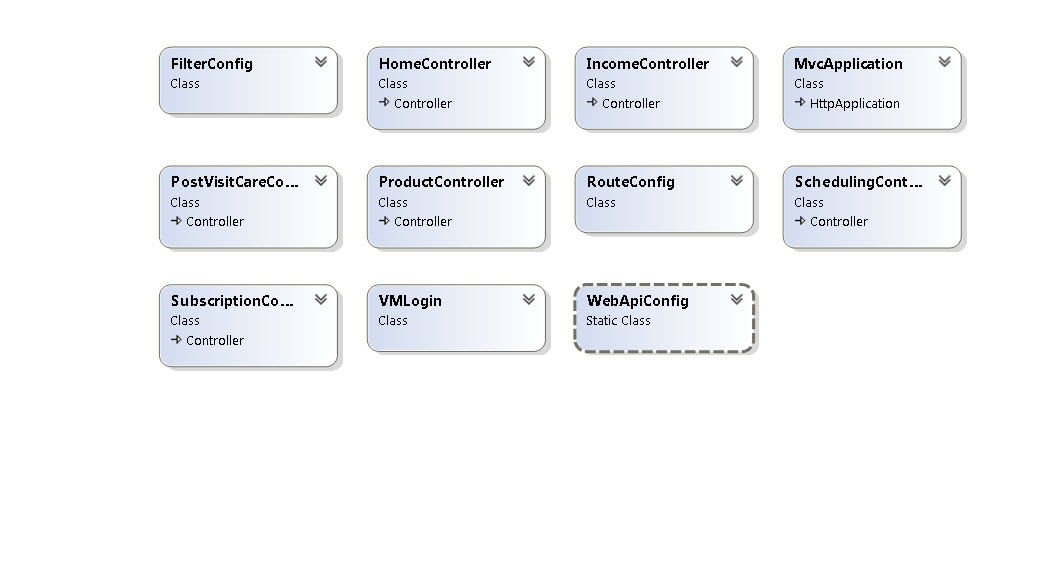 FilterConfig
Class
HomeController
Class
Controller
IncomeController
Class
Controller
MvcApplication
Class
HttpApplication
PostVisitCareCo...
Class
Controller
ProductController
Class
Controller
RouteConfig
Class
SchedulingCont...
Class
Controller
SubscriptionCo...
Class
Controller
VMLogin
Class
WebApiConfig
Static Class